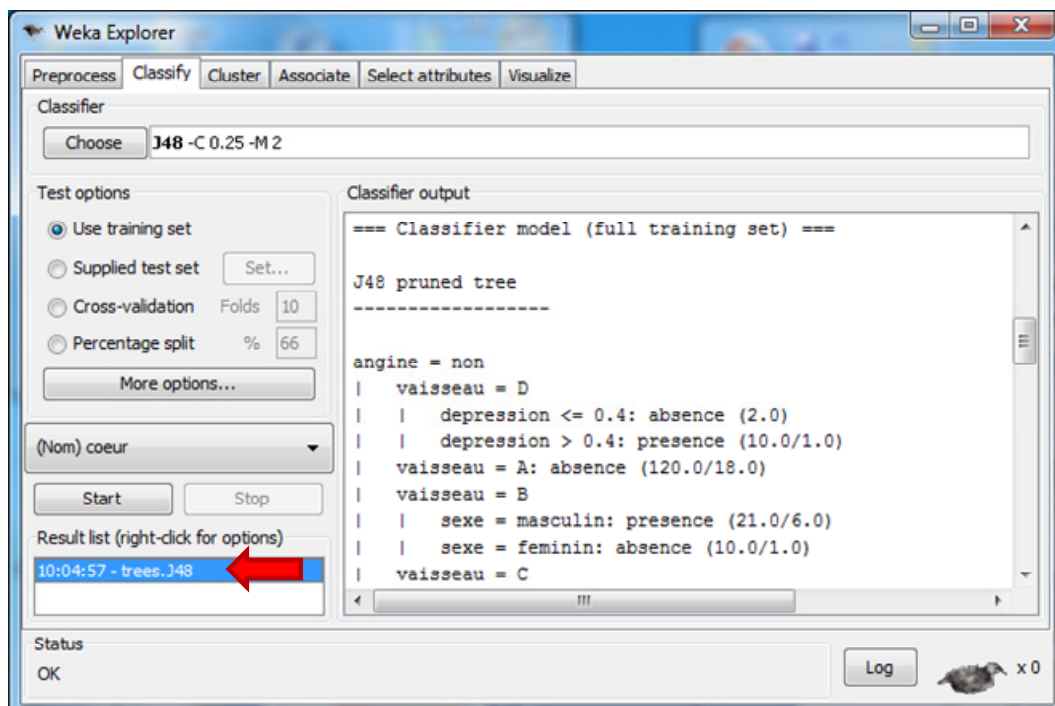 Weka Explorer
Preprocess Classify Cluster Associate Select attributes Visualize
Classifier
Choose J48 -C 0.25 -M 2
Test options
Use training set
Supplied test set Set...
Cross-validation Folds 10
Percentage split % 66
More options...
(Nom) coeur
Start Stop
Result list (right-click for options)
10:04:57 - trees.J48
Classifier output
=== Classifier model (full training set) ===
J48 pruned tree
------------------
angine = non
|   vaisseau = D
|   |   depression <= 0.4: absence (2.0)
|   |   depression > 0.4: presence (10.0/1.0)
|   vaisseau = A: absence (120.0/18.0)
|   vaisseau = B
|   |   sexe = masculin: presence (21.0/6.0)
|   |   sexe = feminin: absence (10.0/1.0)
|   vaisseau = C
Status
OK
Log x 0